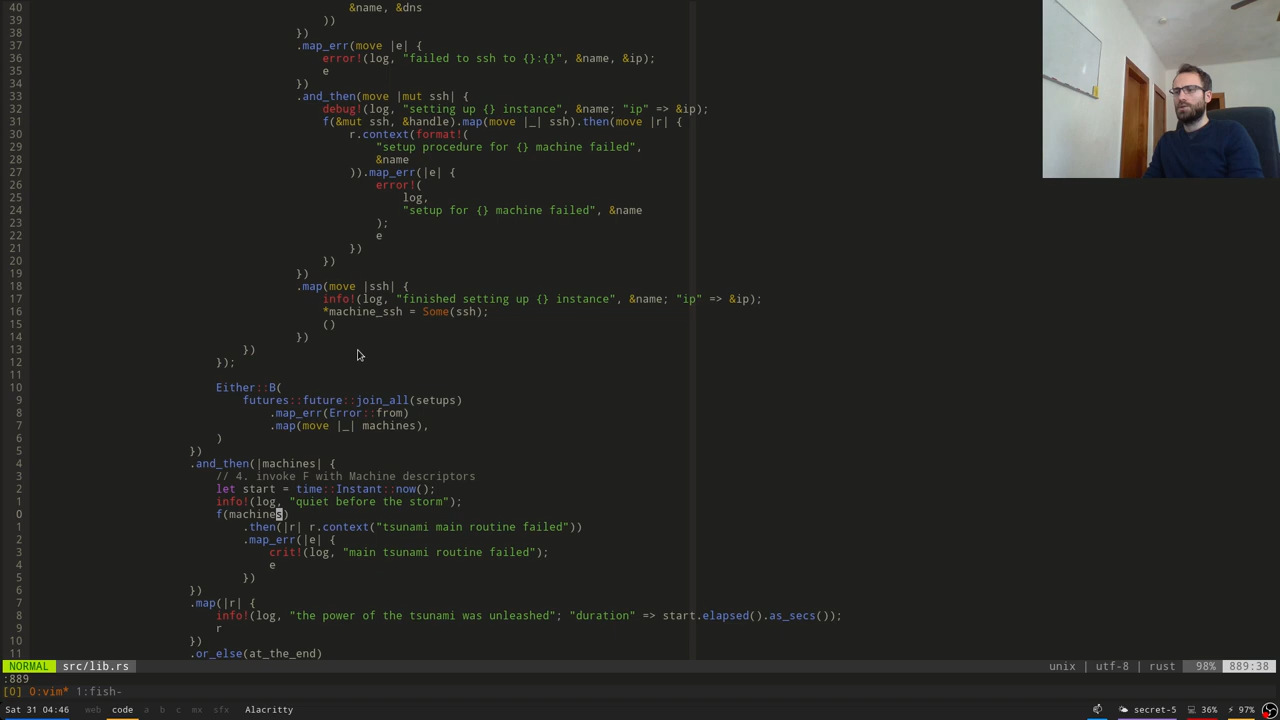 40                                                 &name, &dns
39                                             ))
38                                         })
37                                         .map_err(move |e| {
36                                             error!(log, "failed to ssh to {}:{}", &name, &ip);
35                                             e
34                                         })
33                                         .and_then(move |mut ssh| {
32                                             debug!(log, "setting up {} instance", &name; "ip" => &ip);
31                                             f(&mut ssh, &handle).map(move |_| ssh).then(move |r| {
30                                                 r.context(format!(
29                                                     "setup procedure for {} machine failed",
28                                                     &name
27                                                 )).map_err(|e| {
26                                                     error!(
25                                                         log,
24                                                         "setup for {} machine failed", &name
23                                                     );
22                                                     e
21                                                 })
20                                             })
19                                         })
18                                         .map(move |ssh| {
17                                             info!(log, "finished setting up {} instance", &name; "ip" => &ip);
16                                             *machine_ssh = Some(ssh);
15                                             ()
14                                         })
13                                 })
12                             });
11
10                             Either::B(
9                                 futures::future::join_all(setups)
8                                     .map_err(Error::from)
7                                     .map(move |_| machines),
6                             )
5                         })
4                         .and_then(|machines| {
3                             // 4. invoke F with Machine descriptors
2                             let start = time::Instant::now();
1                             info!(log, "quiet before the storm");
0                             f(machines)
1                                 .then(|r| r.context("tsunami main routine failed"))
2                                 .map_err(|e| {
3                                     crit!(log, "main tsunami routine failed");
4                                     e
5                                 })
6                         })
7                         .map(|r| {
8                             info!(log, "the power of the tsunami was unleashed"; "duration" => start.elapsed().as_secs());
9                             r
10                         })
11                         .or_else(at_the_end)
NORMAL src/lib.rs unix | utf-8 | rust 98% 889:38
:889
[0] 0:vim* 1:fish-
Sat 31 04:46 web code a b c mx sfx Alacritty secret-5 36% 97%